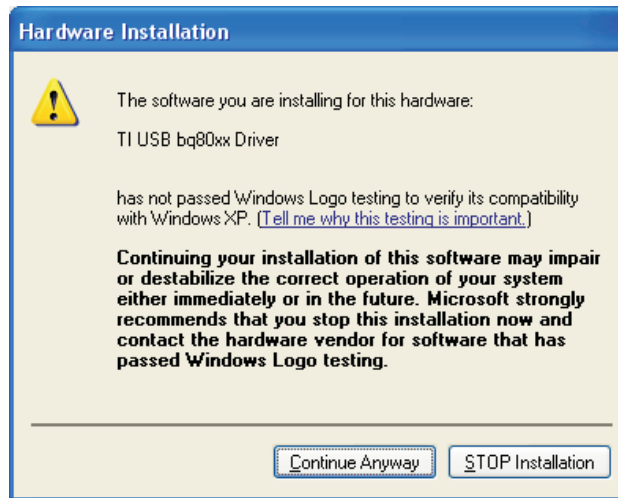 Hardware Installation
The software you are installing for this hardware:
TI USB bq80xx Driver
has not passed Windows Logo testing to verify its compatibility
with Windows XP. (Tell me why this testing is important.)
Continuing your installation of this software may impair
or destabilize the correct operation of your system
either immediately or in the future. Microsoft strongly
recommends that you stop this installation now and
contact the hardware vendor for software that has
passed Windows Logo testing.
Continue Anyway
STOP Installation